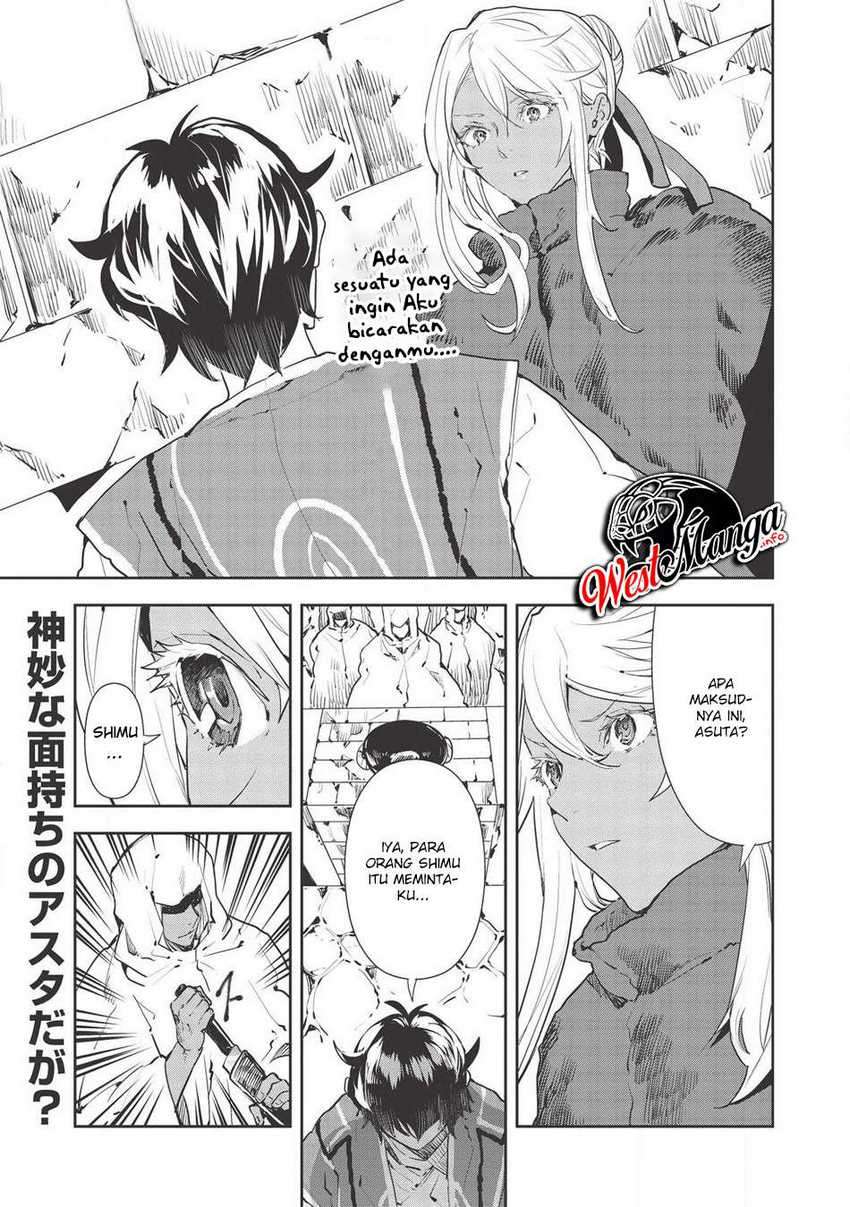 Ada
sesuatu yang
ingin Aku
bicarakan
denganmu....
WestManga
.info
APA
MAKSUD-
NYA INI,
ASUTA?
IYA, PARA
ORANG SHIMU
ITU MEMINTA-
KU...
SHIMU
...
神妙な面持ちのアスタだが?